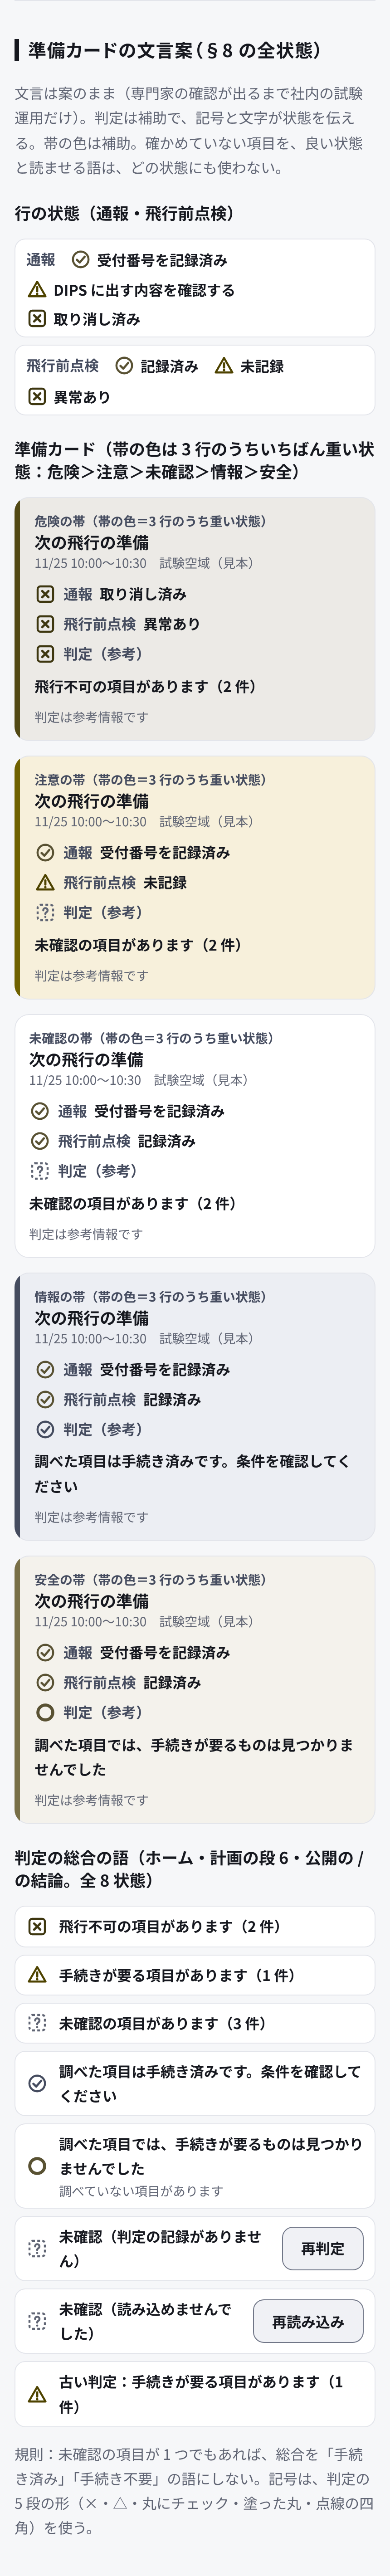 準備カードの文言案（§8 の全状態）
文言は案のまま（専門家の確認が出るまで社内の試験
運用だけ）。判定は補助で、記号と文字が状態を伝え
る。帯の色は補助。確かめていない項目を、良い状態
と読ませる語は、どの状態にも使わない。
行の状態（通報・飛行前点検）
通報 受付番号を記録済み
DIPS に出す内容を確認する
取り消し済み
飛行前点検 記録済み 未記録
異常あり
準備カード（帯の色は 3 行のうちいちばん重い状
態：危険＞注意＞未確認＞情報＞安全）
危険の帯（帯の色＝3 行のうち重い状態）
次の飛行の準備
11/25 10:00〜10:30 試験空域（見本）
通報 取り消し済み
飛行前点検 異常あり
判定（参考）
飛行不可の項目があります（2 件）
判定は参考情報です
注意の帯（帯の色＝3 行のうち重い状態）
次の飛行の準備
11/25 10:00〜10:30 試験空域（見本）
通報 受付番号を記録済み
飛行前点検 未記録
判定（参考）
未確認の項目があります（2 件）
判定は参考情報です
未確認の帯（帯の色＝3 行のうち重い状態）
次の飛行の準備
11/25 10:00〜10:30 試験空域（見本）
通報 受付番号を記録済み
飛行前点検 記録済み
判定（参考）
未確認の項目があります（2 件）
判定は参考情報です
情報の帯（帯の色＝3 行のうち重い状態）
次の飛行の準備
11/25 10:00〜10:30 試験空域（見本）
通報 受付番号を記録済み
飛行前点検 記録済み
判定（参考）
調べた項目は手続き済みです。条件を確認してく
ださい
判定は参考情報です
安全の帯（帯の色＝3 行のうち重い状態）
次の飛行の準備
11/25 10:00〜10:30 試験空域（見本）
通報 受付番号を記録済み
飛行前点検 記録済み
判定（参考）
調べた項目では、手続きが要るものは見つかりま
せんでした
判定は参考情報です
判定の総合の語（ホーム・計画の段 6・公開の /
の結論。全 8 状態）
飛行不可の項目があります（2 件）
手続きが要る項目があります（1 件）
未確認の項目があります（3 件）
調べた項目は手続き済みです。条件を確認して
ください
調べた項目では、手続きが要るものは見つかり
ませんでした
調べていない項目があります
未確認（判定の記録がありませ
ん）
再判定
未確認（読み込めませんで
した）
再読み込み
古い判定：手続きが要る項目があります（1
件）
規則：未確認の項目が 1 つでもあれば、総合を「手続
き済み」「手続き不要」の語にしない。記号は、判定の
5 段の形（×・△・丸にチェック・塗った丸・点線の四
角）を使う。